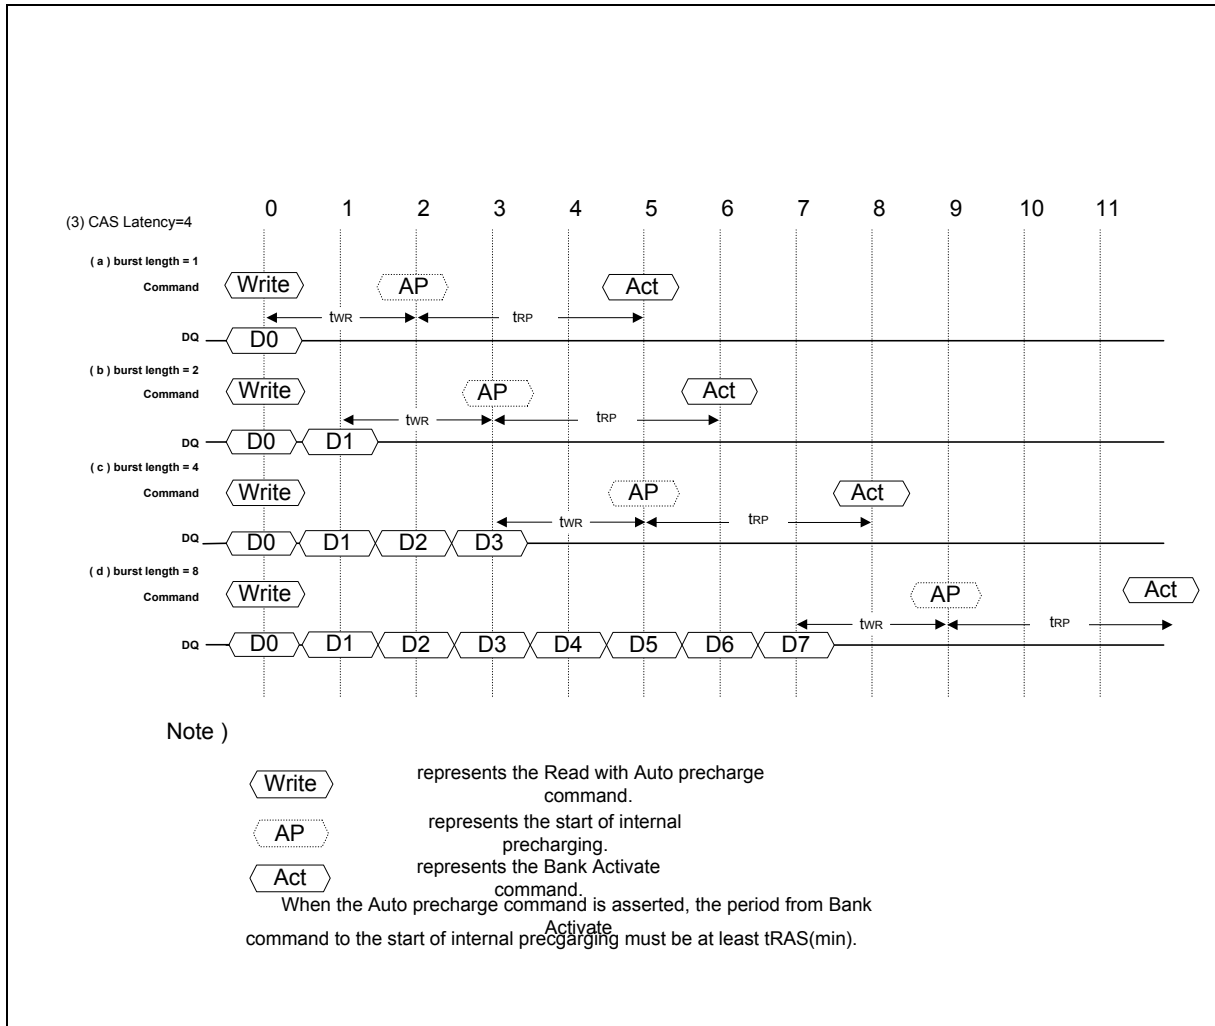 0 1 2 3 4 5 6 7 8 9 10 11
(3) CAS Latency=4
( a ) burst length = 1
Command Write AP Act
tWR tRP
DQ D0
( b ) burst length = 2
Command Write AP Act
tWR tRP
DQ D0 D1
( c ) burst length = 4
Command Write AP Act
tWR tRP
DQ D0 D1 D2 D3
( d ) burst length = 8
Command Write AP Act
tWR tRP
DQ D0 D1 D2 D3 D4 D5 D6 D7
Note )
Write represents the Read with Auto precharge
command.
AP represents the start of internal
precharging.
Act represents the Bank Activate
command.
When the Auto precharge command is asserted, the period from Bank
Activate
command to the start of internal precgarging must be at least tRAS(min).